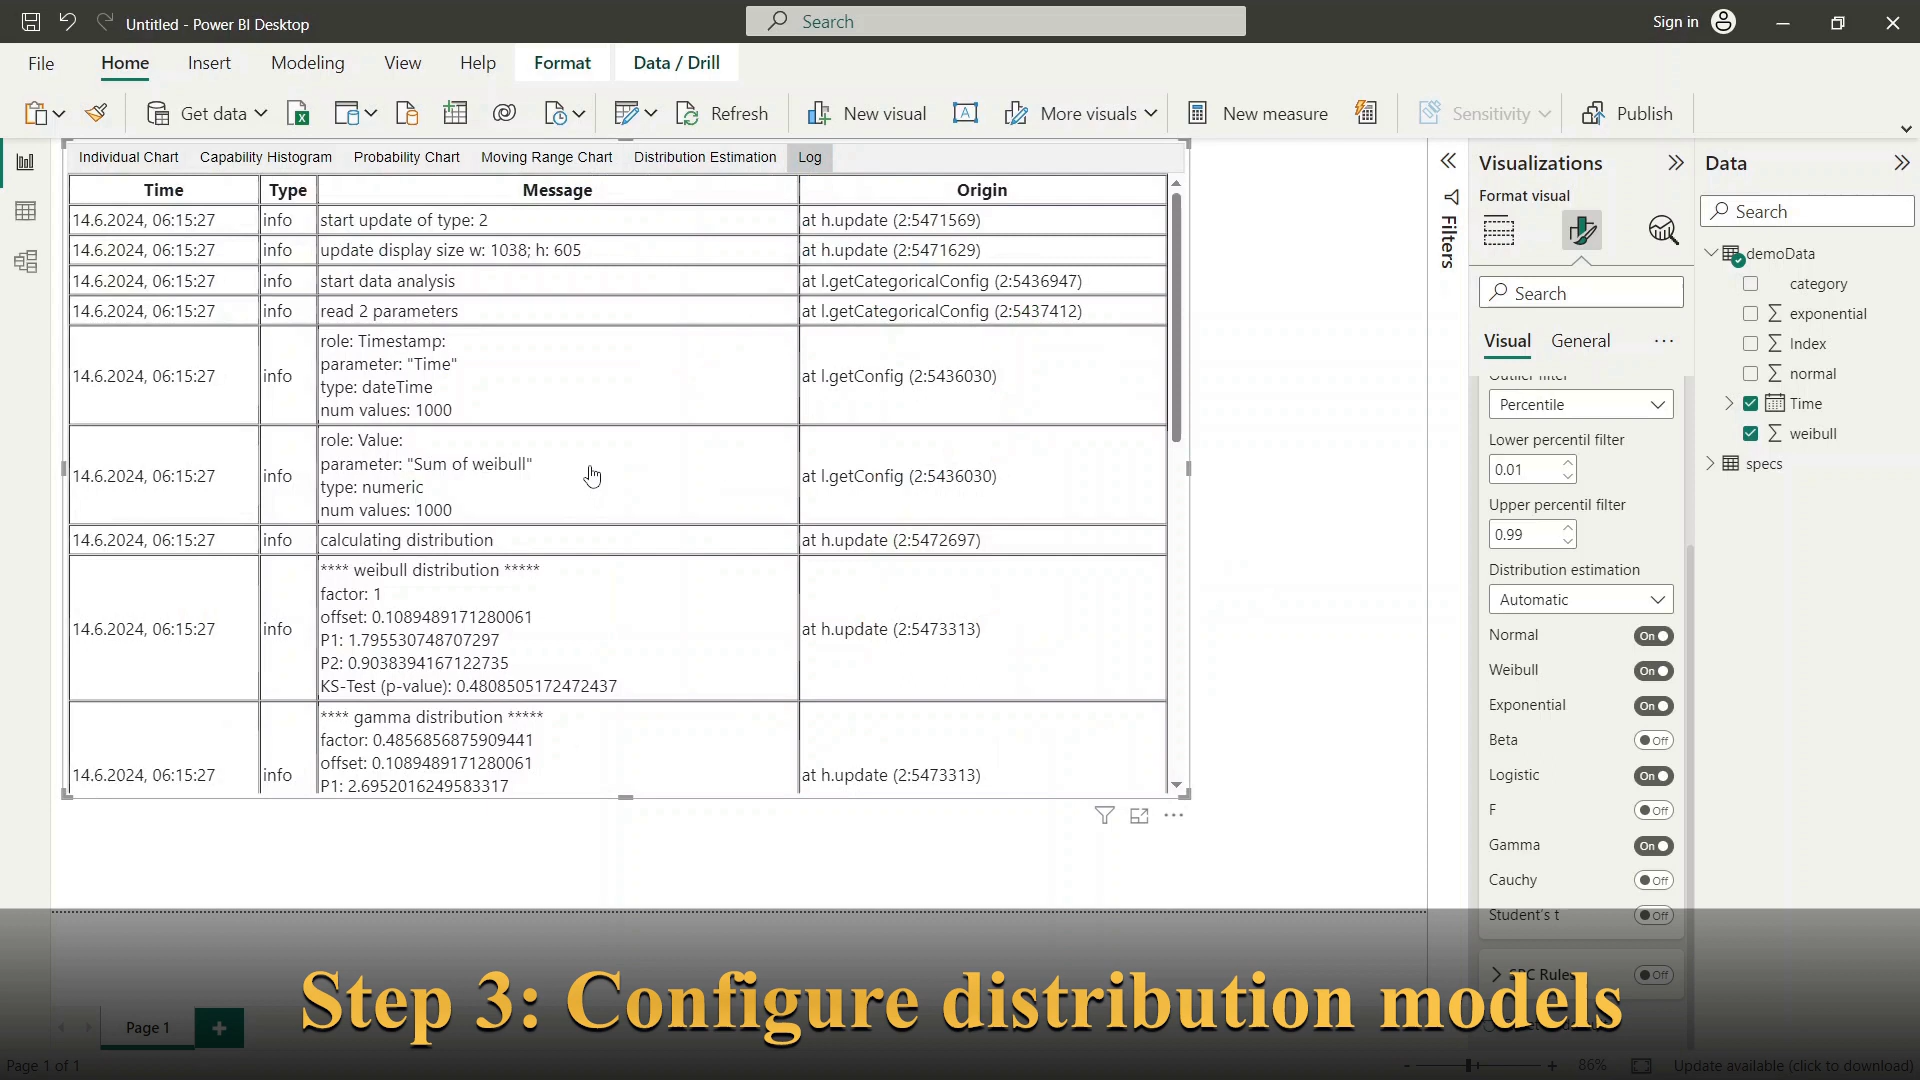 Untitled - Power BI Desktop
Search
Sign in
File
Home
Insert
Modeling
View
Help
Format
Data / Drill
Get data
Refresh
New visual
More visuals
New measure
Sensitivity
Publish
Individual Chart
Capability Histogram
Probability Chart
Moving Range Chart
Distribution Estimation
Log
Time Type Message Origin
14.6.2024, 06:15:27 info start update of type: 2 at h.update (2:5471569)
14.6.2024, 06:15:27 info update display size w: 1038; h: 605 at h.update (2:5471629)
14.6.2024, 06:15:27 info start data analysis at l.getCategoricalConfig (2:5436947)
14.6.2024, 06:15:27 info read 2 parameters at l.getCategoricalConfig (2:5437412)
role: Timestamp:
parameter: "Time"
14.6.2024, 06:15:27 info type: dateTime at l.getConfig (2:5436030)
num values: 1000
role: Value:
parameter: "Sum of weibull"
14.6.2024, 06:15:27 info type: numeric at l.getConfig (2:5436030)
num values: 1000
14.6.2024, 06:15:27 info calculating distribution at h.update (2:5472697)
**** weibull distribution *****
factor: 1
offset: 0.1089489171280061
14.6.2024, 06:15:27 info P1: 1.795530748707297 at h.update (2:5473313)
P2: 0.9038394167122735
KS-Test (p-value): 0.4808505172472437
**** gamma distribution *****
factor: 0.4856856875909441
offset: 0.1089489171280061
14.6.2024, 06:15:27 info P1: 2.6952016249583317 at h.update (2:5473313)
Filters
Visualizations
Format visual
Search
Visual
General
Outlier filter
Percentile
Lower percentil filter
0.01
Upper percentil filter
0.99
Distribution estimation
Automatic
Normal On
Weibull On
Exponential On
Beta Off
Logistic On
F Off
Gamma On
Cauchy Off
Student's t Off
SPC Rules Off
Data
Search
demoData
category
exponential
Index
normal
Time
weibull
specs
Step 3: Configure distribution models
Page 1
Page 1 of 1
86%
Update available (click to download)